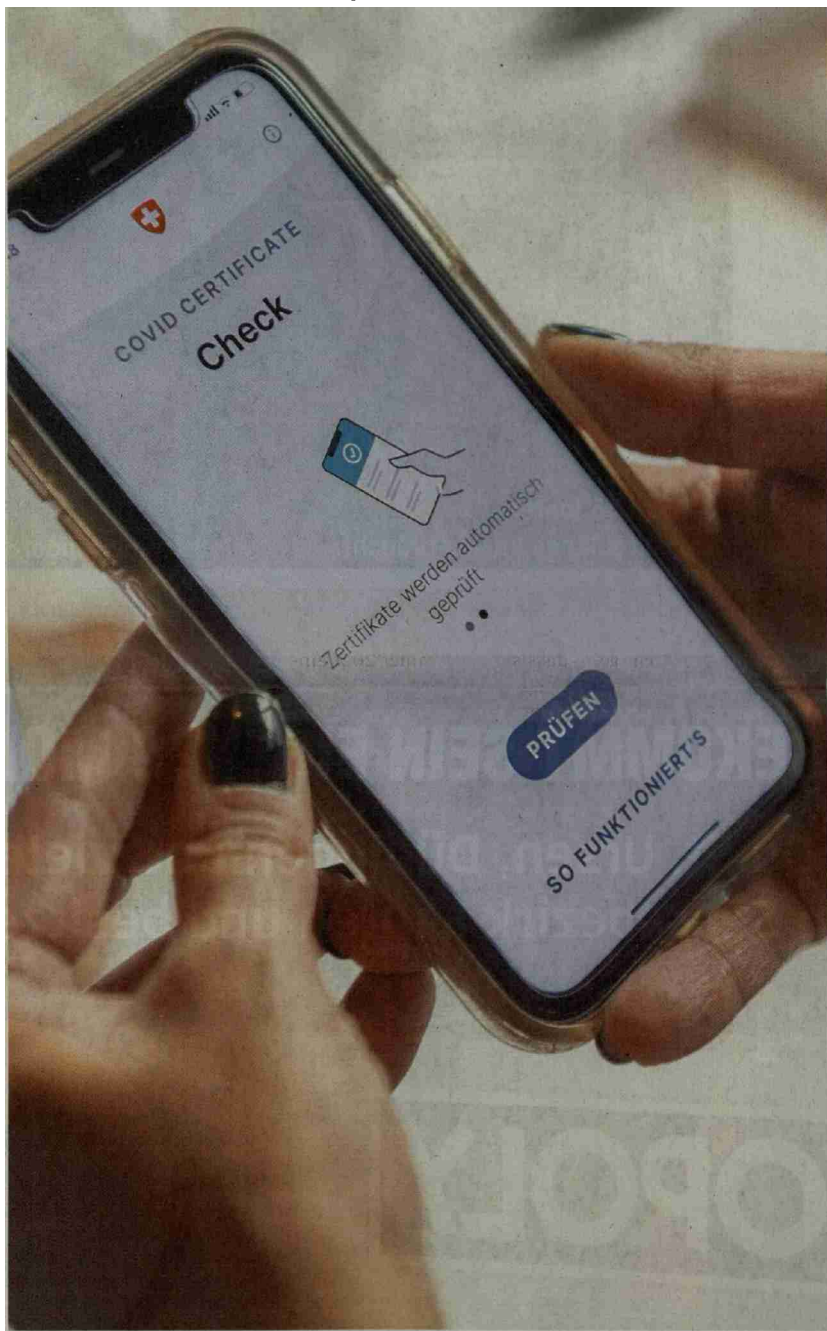 COVID CERTIFICATE
Check
Zertifikate werden automatisch
geprüft
PRÜFEN
SO FUNKTIONIERT'S